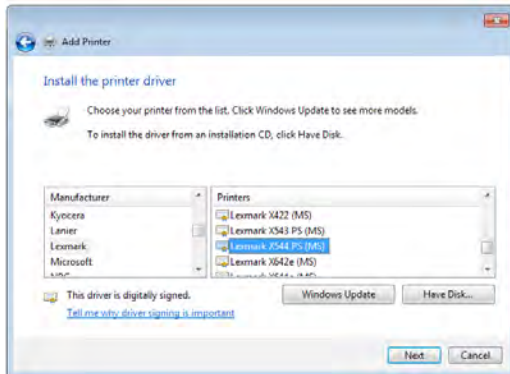 Add Printer
Install the printer driver
Choose your printer from the list. Click Windows Update to see more models.
To install the driver from an installation CD, click Have Disk.
Manufacturer
Kyocera
Lanier
Lexmark
Microsoft
Printers
Lexmark X422 (MS)
Lexmark X543 PS (MS)
Lexmark X544 PS (MS)
Lexmark X642e (MS)
This driver is digitally signed.
Tell me why driver signing is important
Windows Update
Have Disk...
Next
Cancel